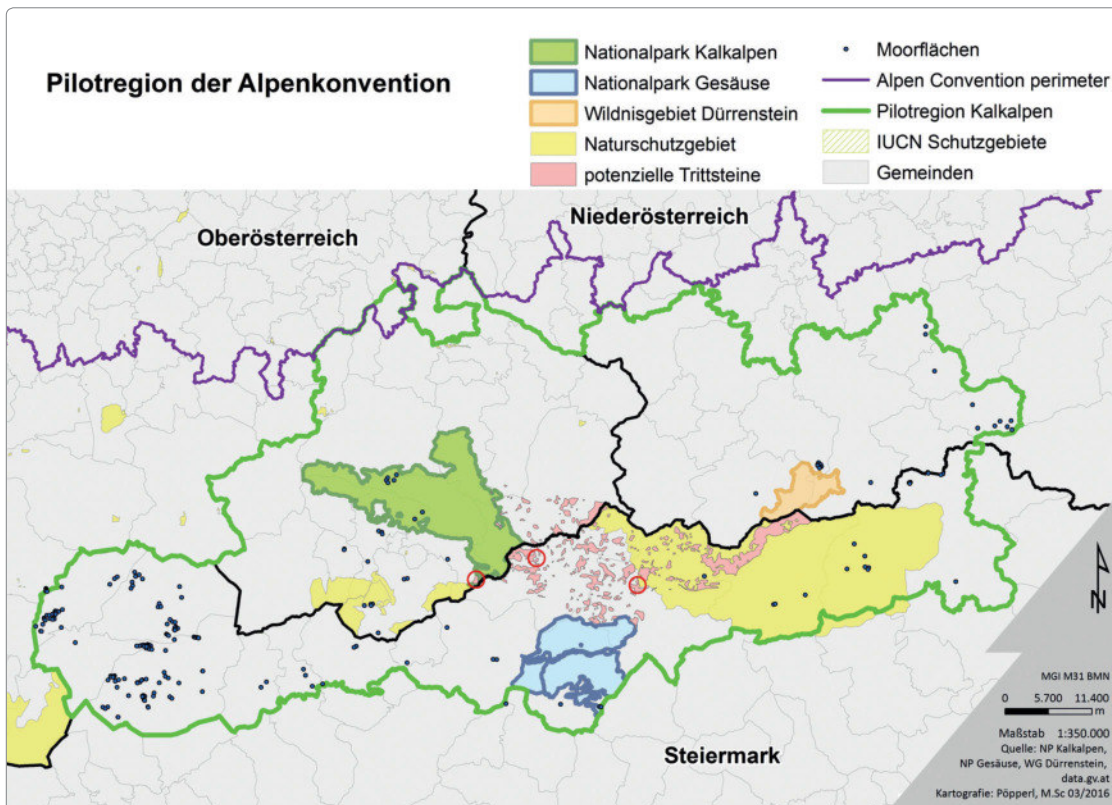 Pilotregion der Alpenkonvention
Nationalpark Kalkalpen
Nationalpark Gesäuse
Wildnisgebiet Dürrenstein
Naturschutzgebiet
potenzielle Trittsteine
Moorflächen
Alpen Convention perimeter
Pilotregion Kalkalpen
IUCN Schutzgebiete
Gemeinden
Oberösterreich
Niederösterreich
Steiermark
N
MGI M31 BMN
0 5.700 11.400
m
Maßstab 1:350.000
Quelle: NP Kalkalpen,
NP Gesäuse, WG Dürrenstein,
data.gv.at
Kartografie: Pöpperl, M.Sc 03/2016